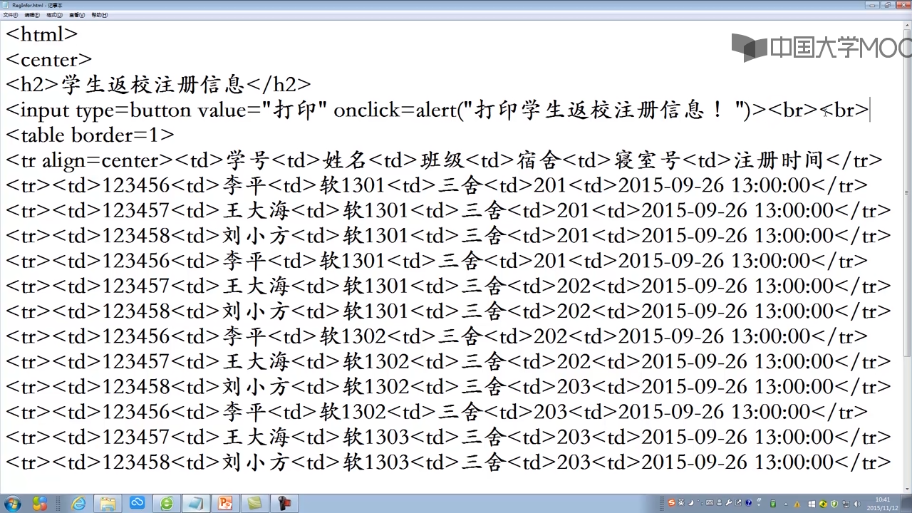 RegInfor.html - 记事本
文件(F) 编辑(E) 格式(O) 查看(V) 帮助(H)
中国大学MOOC
<html>
<center>
<h2>学生返校注册信息</h2>
<input type=button value="打印" onclick=alert("打印学生返校注册信息！")><br><br>
<table border=1>
<tr align=center><td>学号<td>姓名<td>班级<td>宿舍<td>寝室号<td>注册时间</tr>
<tr><td>123456<td>李平<td>软1301<td>三舍<td>201<td>2015-09-26 13:00:00</tr>
<tr><td>123457<td>王大海<td>软1301<td>三舍<td>201<td>2015-09-26 13:00:00</tr>
<tr><td>123458<td>刘小方<td>软1301<td>三舍<td>201<td>2015-09-26 13:00:00</tr>
<tr><td>123456<td>李平<td>软1301<td>三舍<td>201<td>2015-09-26 13:00:00</tr>
<tr><td>123457<td>王大海<td>软1301<td>三舍<td>202<td>2015-09-26 13:00:00</tr>
<tr><td>123458<td>刘小方<td>软1301<td>三舍<td>202<td>2015-09-26 13:00:00</tr>
<tr><td>123456<td>李平<td>软1302<td>三舍<td>202<td>2015-09-26 13:00:00</tr>
<tr><td>123457<td>王大海<td>软1302<td>三舍<td>202<td>2015-09-26 13:00:00</tr>
<tr><td>123458<td>刘小方<td>软1302<td>三舍<td>203<td>2015-09-26 13:00:00</tr>
<tr><td>123456<td>李平<td>软1302<td>三舍<td>203<td>2015-09-26 13:00:00</tr>
<tr><td>123457<td>王大海<td>软1303<td>三舍<td>203<td>2015-09-26 13:00:00</tr>
<tr><td>123458<td>刘小方<td>软1303<td>三舍<td>203<td>2015-09-26 13:00:00</tr>
10:41
2015/11/12